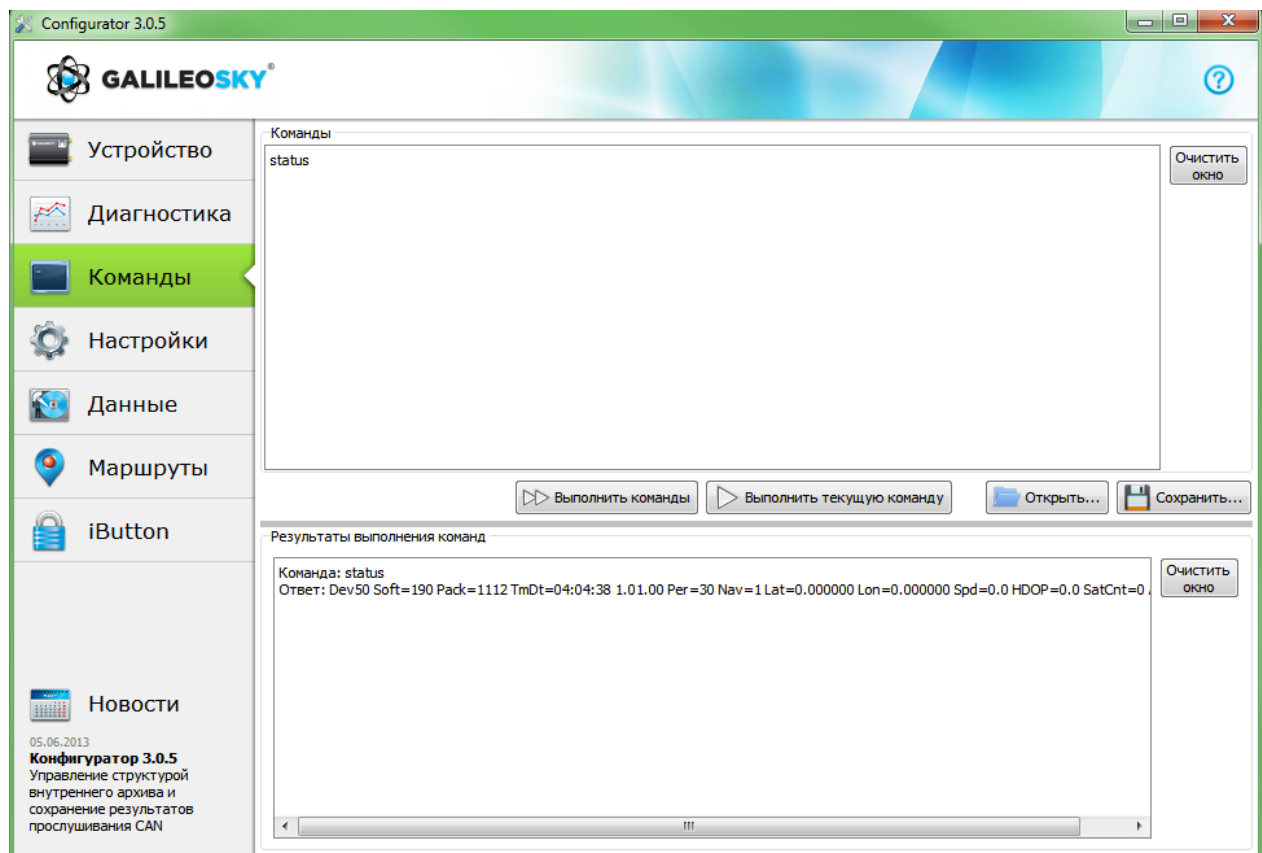 Configurator 3.0.5
GALILEOSKY®
?
Устройство
Диагностика
Команды
Настройки
Данные
Маршруты
iButton
Новости
05.06.2013
Конфигуратор 3.0.5
Управление структурой
внутреннего архива и
сохранение результатов
прослушивания CAN
Команды
status
Очистить
окно
Выполнить команды
Выполнить текущую команду
Открыть...
Сохранить...
Результаты выполнения команд
Команда: status
Ответ: Dev50 Soft=190 Pack=1112 TmDt=04:04:38 1.01.00 Per=30 Nav=1 Lat=0.000000 Lon=0.000000 Spd=0.0 HDOP=0.0 SatCnt=0
Очистить
окно